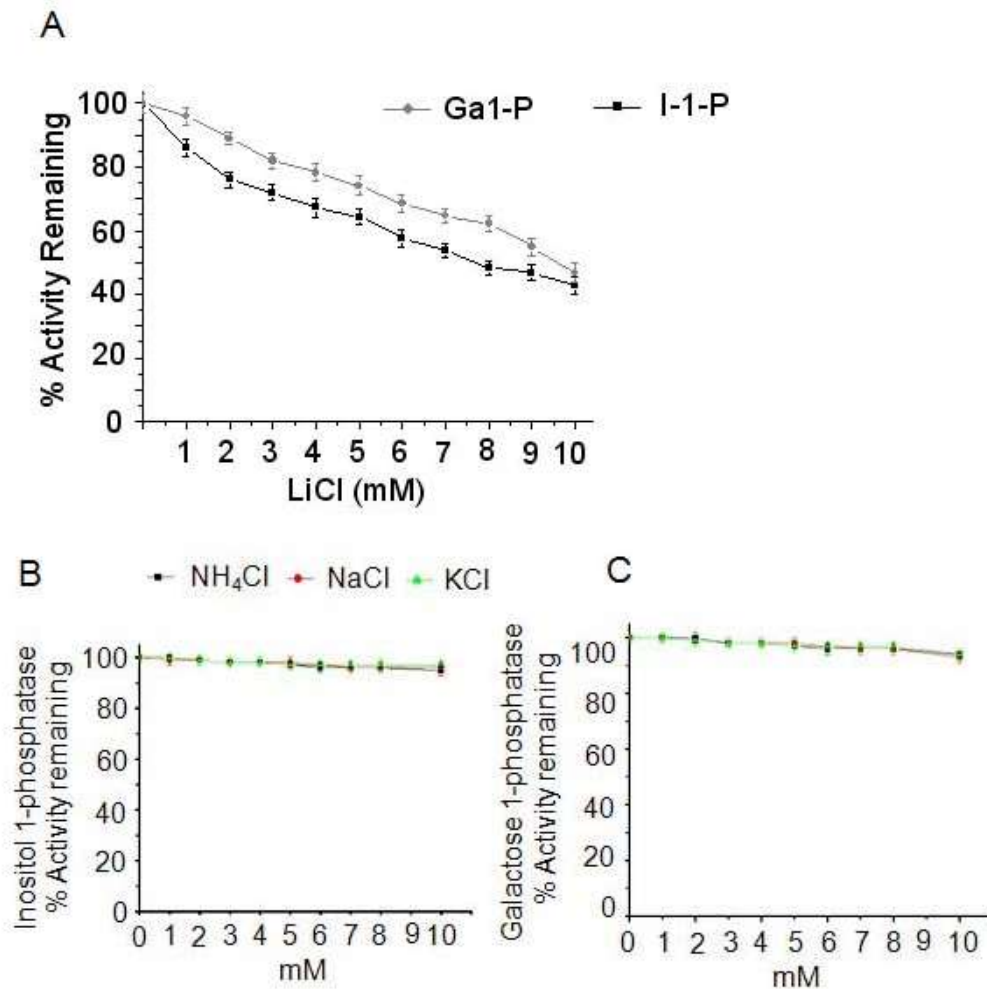 A
Ga1-P I-1-P
% Activity Remaining
100
80
60
40
20
0
1 2 3 4 5 6 7 8 9 10
LiCl (mM)
B
NH₄Cl NaCl KCl
Inositol 1-phosphatase
% Activity remaining
100
80
60
40
20
0
0 1 2 3 4 5 6 7 8 9 10
mM
C
Galactose 1-phosphatase
% Activity remaining
100
80
60
40
20
0
0 1 2 3 4 5 6 7 8 9 10
mM